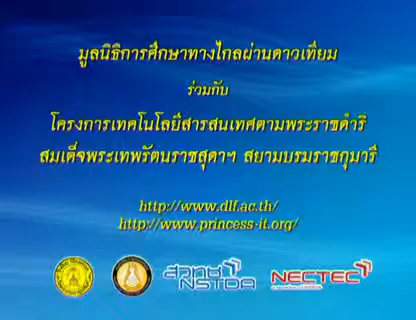 มูลนิธิการศึกษาทางไกลผ่านดาวเทียม
ร่วมกับ
โครงการเทคโนโลยีสารสนเทศตามพระราชดำริ
สมเด็จพระเทพรัตนราชสุดาฯ สยามบรมราชกุมารี
http://www.dlf.ac.th/
http://www.princess-it.org/
สวทช
NSTDA
NECTEC